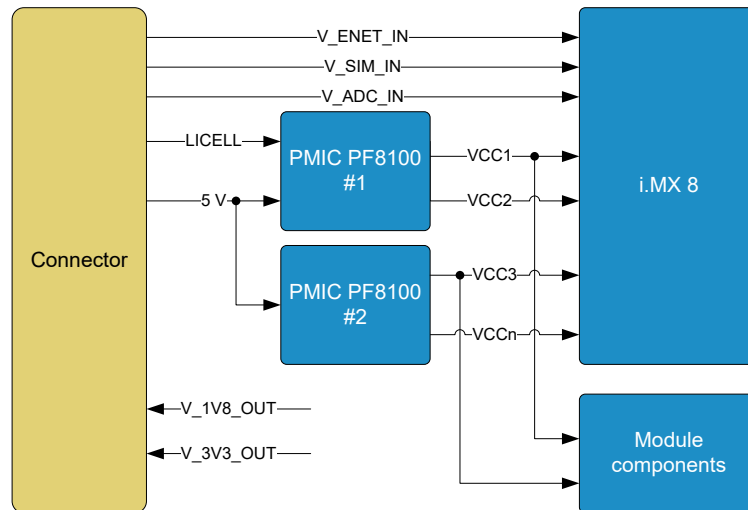 V_ENET_IN
V_SIM_IN
V_ADC_IN
LICELL
PMIC PF8100
#1
VCC1
i.MX 8
5 V
VCC2
Connector
PMIC PF8100
#2
VCC3
VCCn
V_1V8_OUT
V_3V3_OUT
Module
components